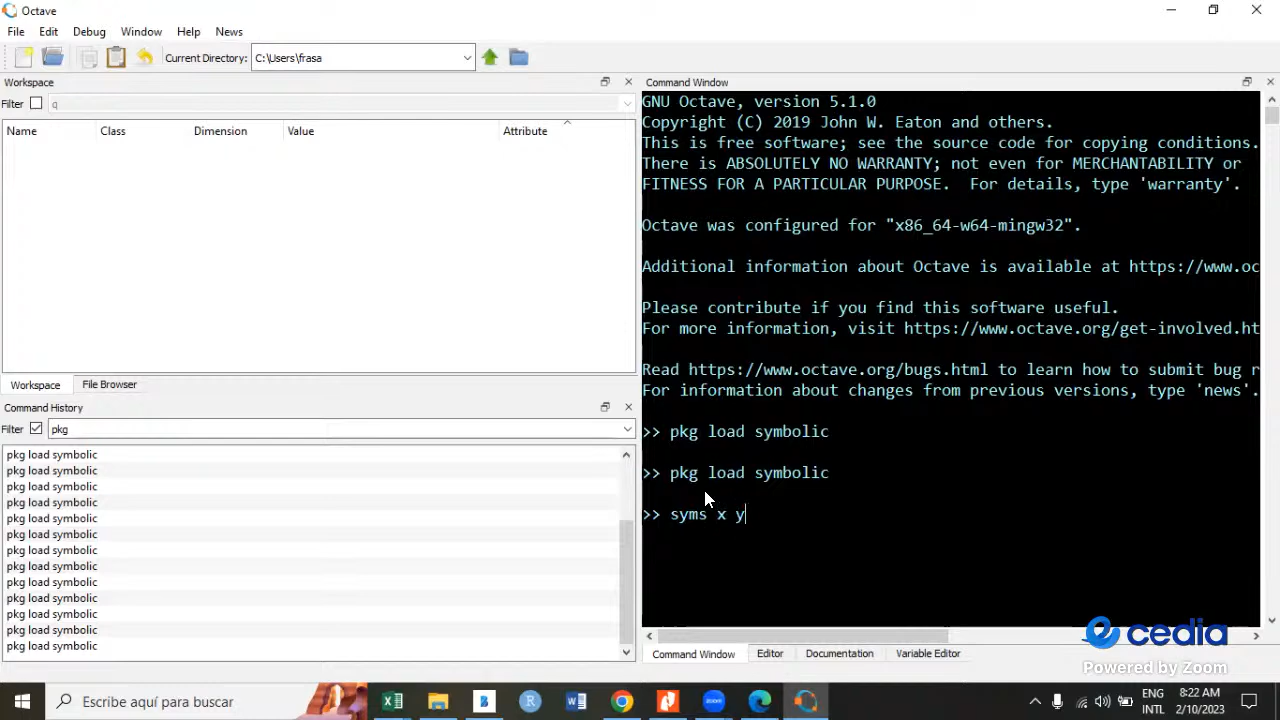 Octave
File Edit Debug Window Help News
Current Directory: C:\Users\frasa
Workspace
Filter q
Name Class Dimension Value Attribute
Workspace File Browser
Command History
Filter pkg
pkg load symbolic
pkg load symbolic
pkg load symbolic
pkg load symbolic
pkg load symbolic
pkg load symbolic
pkg load symbolic
pkg load symbolic
pkg load symbolic
pkg load symbolic
pkg load symbolic
pkg load symbolic
pkg load symbolic
Command Window
GNU Octave, version 5.1.0
Copyright (C) 2019 John W. Eaton and others.
This is free software; see the source code for copying conditions.
There is ABSOLUTELY NO WARRANTY; not even for MERCHANTABILITY or
FITNESS FOR A PARTICULAR PURPOSE. For details, type 'warranty'.
Octave was configured for "x86_64-w64-mingw32".
Additional information about Octave is available at https://www.oc
Please contribute if you find this software useful.
For more information, visit https://www.octave.org/get-involved.ht
Read https://www.octave.org/bugs.html to learn how to submit bug r
For information about changes from previous versions, type 'news'.
>> pkg load symbolic
>> pkg load symbolic
>> syms x y
Command Window Editor Documentation Variable Editor
cedia
Powered by Zoom
Escribe aquí para buscar
zoom
ENG
INTL
8:22 AM
2/10/2023